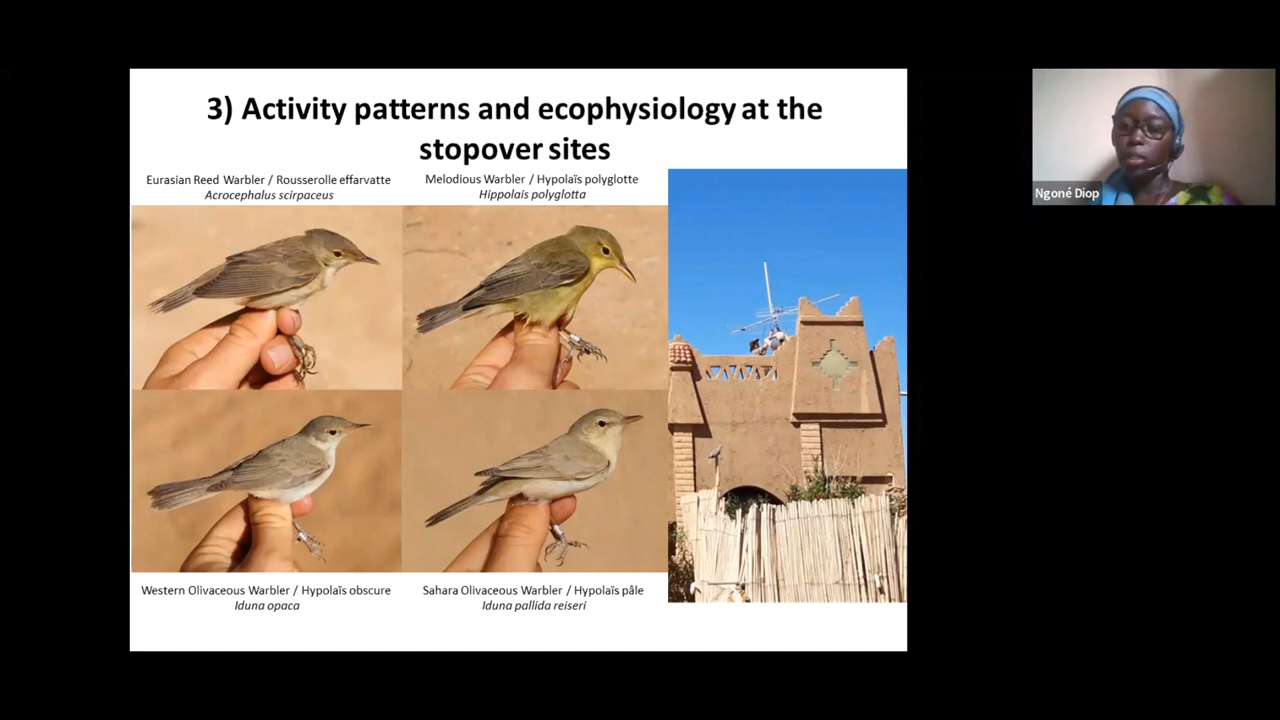 3) Activity patterns and ecophysiology at the
stopover sites
Eurasian Reed Warbler / Rousserolle effarvatte
Acrocephalus scirpaceus
Melodious Warbler / Hypolaïs polyglotte
Hippolais polyglotta
Western Olivaceous Warbler / Hypolaïs obscure
Iduna opaca
Sahara Olivaceous Warbler / Hypolaïs pâle
Iduna pallida reiseri
Ngoné Diop